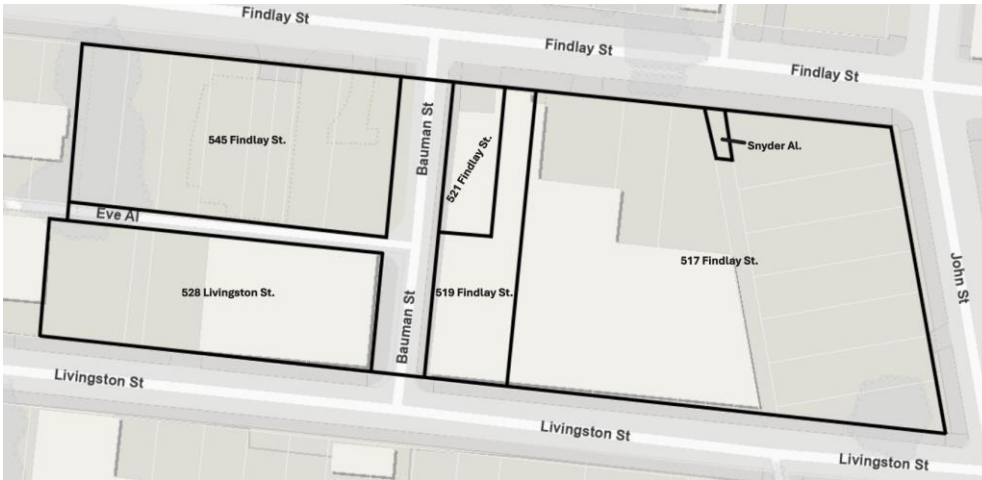 Findlay St
Findlay St
Findlay St
545 Findlay St.
Bauman St
521 Findlay St.
Snyder Al.
Eve Al
517 Findlay St.
John St
528 Livingston St.
519 Findlay St.
Bauman St
Livingston St
Livingston St
Livingston St